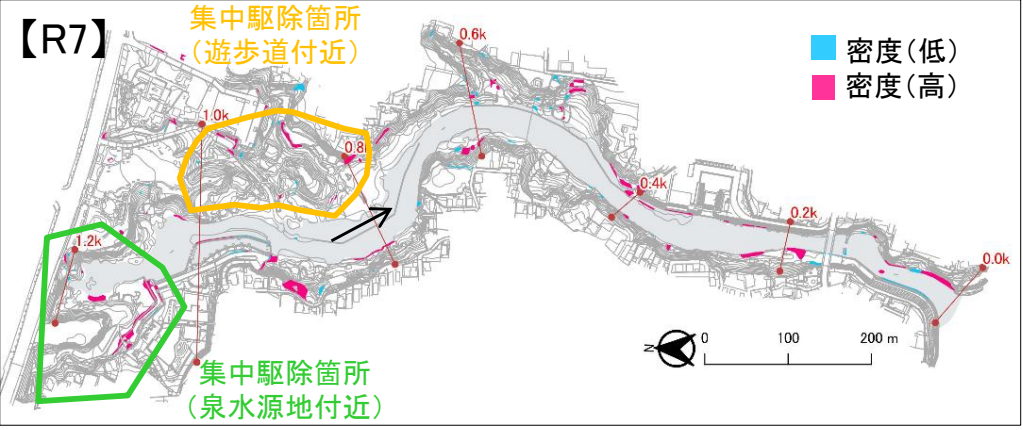 【R7】
集中駆除箇所
（遊歩道付近）
密度（低）
密度（高）
0.6k
1.0k
0.8k
0.4k
0.2k
1.2k
0.0k
N
0 100 200 m
集中駆除箇所
（泉水源地付近）